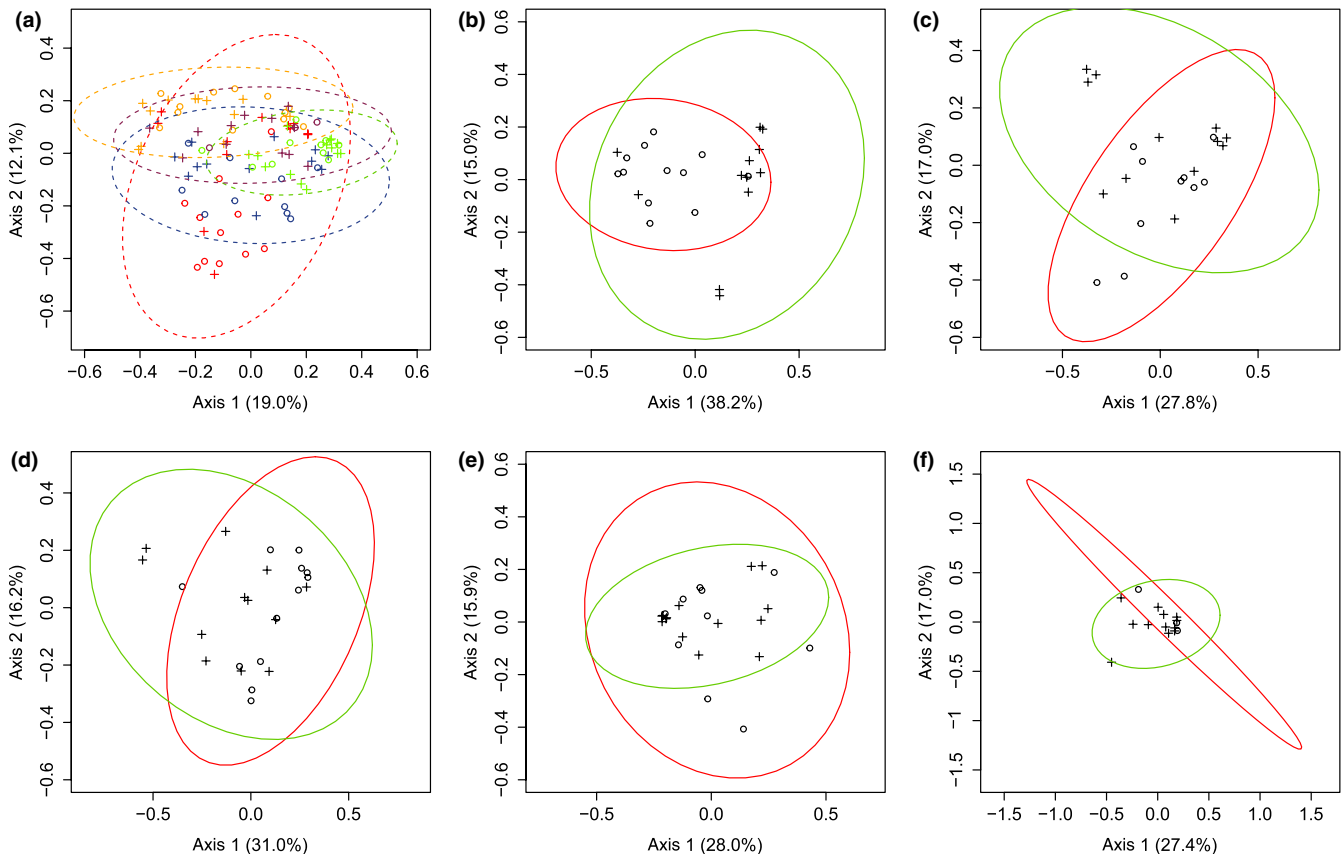 (a)
0.4
0.2
0.0
−0.2
−0.4
−0.6
Axis 2 (12.1%)
−0.6 −0.4 −0.2 0.0 0.2 0.4 0.6
Axis 1 (19.0%)
(b)
0.6
0.4
0.2
0.0
−0.2
−0.4
−0.6
Axis 2 (15.0%)
−0.5 0.0 0.5
Axis 1 (38.2%)
(c)
0.4
0.2
0.0
−0.2
−0.4
−0.6
Axis 2 (17.0%)
−0.5 0.0 0.5
Axis 1 (27.8%)
(d)
0.4
0.2
0.0
−0.2
−0.4
−0.6
Axis 2 (16.2%)
−0.5 0.0 0.5
Axis 1 (31.0%)
(e)
0.6
0.4
0.2
0.0
−0.2
−0.4
−0.6
Axis 2 (15.9%)
−0.5 0.0 0.5
Axis 1 (28.0%)
(f)
1.5
1.0
0.5
0.0
−0.5
−1
−1.5
Axis 2 (17.0%)
−1.5 −1.0 −0.5 0.0 0.5 1.0 1.5
Axis 1 (27.4%)